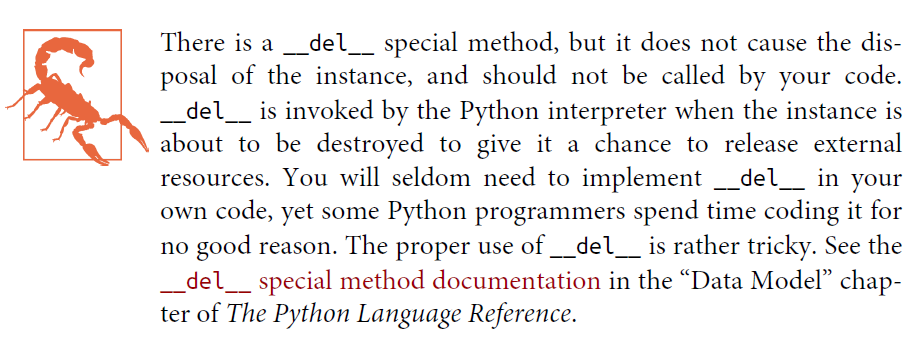 There is a __del__ special method, but it does not cause the dis-
posal of the instance, and should not be called by your code.
__del__ is invoked by the Python interpreter when the instance is
about to be destroyed to give it a chance to release external
resources. You will seldom need to implement __del__ in your
own code, yet some Python programmers spend time coding it for
no good reason. The proper use of __del__ is rather tricky. See the
__del__ special method documentation in the “Data Model” chap-
ter of The Python Language Reference.